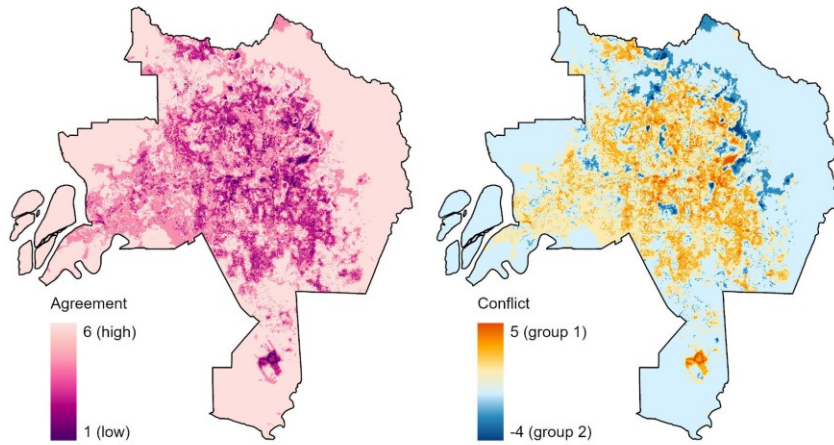 Agreement
6 (high)
1 (low)
Conflict
5 (group 1)
-4 (group 2)